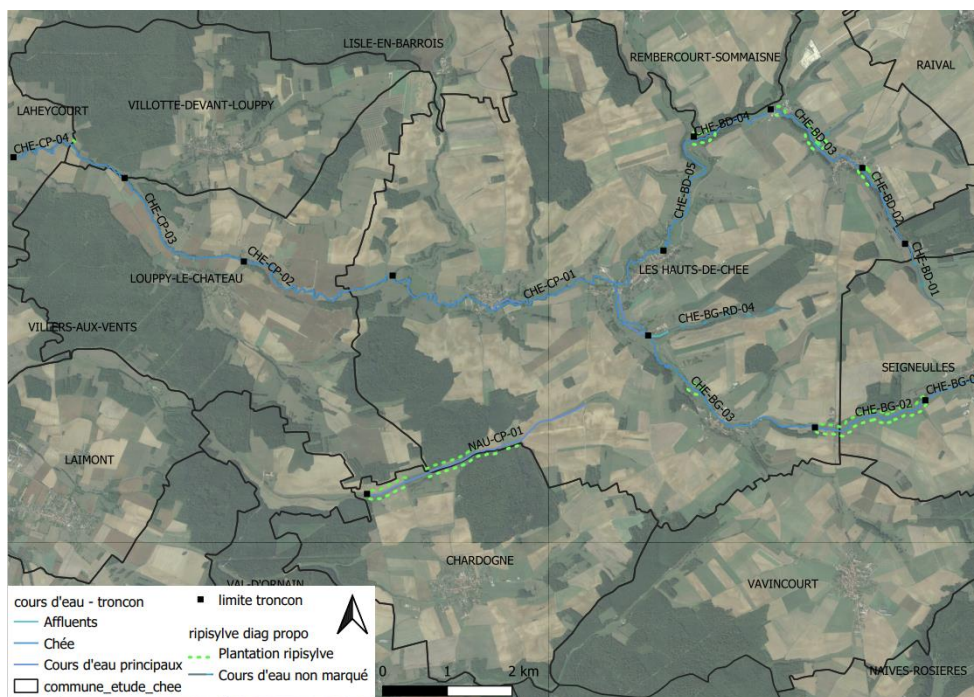 LISLE-EN-BARROIS
REMBERCOURT-SOMMAISNE
RAIVAL
LAHEYCOURT
VILLOTTE-DEVANT-LOUPPY
CHE-CP-04
CHE-BD-04
CHE-BD-03
CHE-BD-05
CHE-BD-02
CHE-CP-03
CHE-CP-02
LOUPPY-LE-CHATEAU
CHE-CP-01
LES HAUTS-DE-CHEE
CHE-BD-01
CHE-BG-RD-04
VILLERS-AUX-VENTS
SEIGNEULLES
CHE-BG-0
CHE-BG-02
CHE-BG-03
NAU-CP-01
LAIMONT
CHARDOGNE
VAVINCOURT
VAL-D'ORNAIN
NAIVES-ROSIERES
cours d'eau - troncon
Affluents
Chée
Cours d'eau principaux
commune_etude_chee
limite troncon
ripisylve diag propo
Plantation ripisylve
Cours d'eau non marqué
0 1 2 km